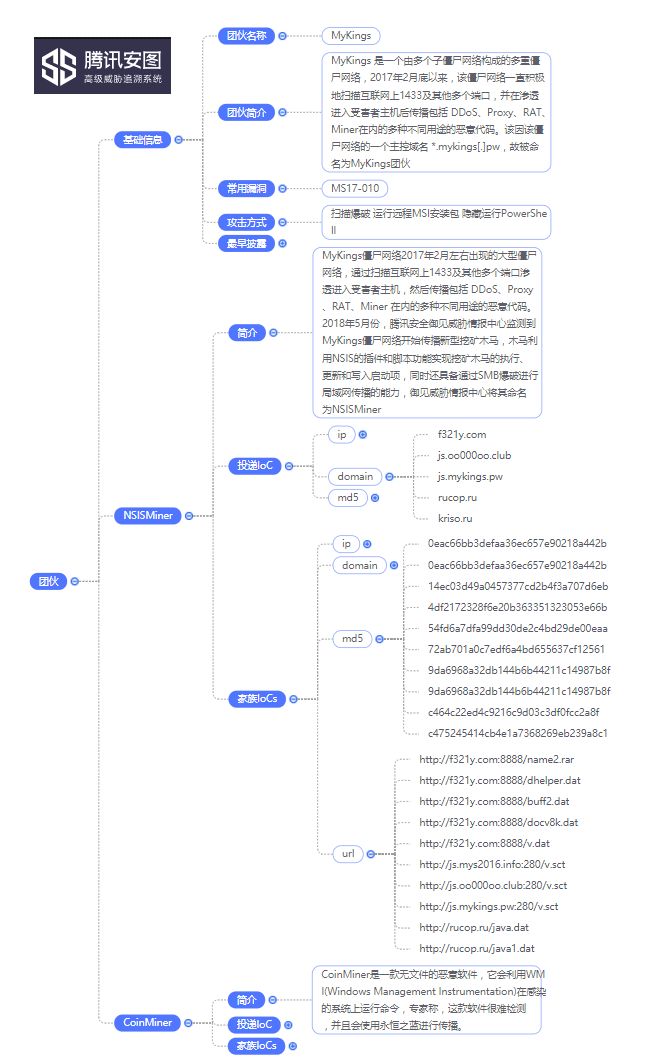 腾讯安图
高级威胁追溯系统
团伙
基础信息
团伙名称
MyKings
团伙简介
MyKings 是一个由多个子僵尸网络构成的多重僵
尸网络，2017年2月底以来，该僵尸网络一直积极
地扫描互联网上1433及其他多个端口，并在渗透
进入受害者主机后传播包括 DDoS、Proxy、RAT、
Miner在内的多种不同用途的恶意代码。该因该僵
尸网络的一个主控域名 *.mykings[.]pw，故被命
名为MyKings团伙
常用漏洞
MS17-010
攻击方式
扫描爆破 运行远程MSI安装包 隐藏运行PowerShe
ll
最早披露
NSISMiner
简介
MyKings僵尸网络2017年2月左右出现的大型僵尸
网络，通过扫描互联网上1433及其他多个端口渗
透进入受害者主机，然后传播包括 DDoS、Proxy
、RAT、Miner 在内的多种不同用途的恶意代码。
2018年5月份，腾讯安全御见威胁情报中心监测到
MyKings僵尸网络开始传播新型挖矿木马，木马利
用NSIS的插件和脚本功能实现挖矿木马的执行、
更新和写入启动项，同时还具备通过SMB爆破进行
局域网传播的能力，御见威胁情报中心将其命名
为NSISMiner
投递IoC
ip
domain
f321y.com
js.oo000oo.club
js.mykings.pw
rucop.ru
kriso.ru
md5
家族IoCs
ip
domain
md5
0eac66bb3defaa36ec657e90218a442b
0eac66bb3defaa36ec657e90218a442b
14ec03d49a0457377cd2b4f3a707d6eb
4df2172328f6e20b363351323053e66b
54fd6a7dfa99dd30de2c4bd29de00eaa
72ab701a0c7edf6a4bd655637cf12561
9da6968a32db144b6b44211c14987b8f
9da6968a32db144b6b44211c14987b8f
c464c22ed4c9216c9d03c3df0fcc2a8f
c475245414cb4e1a7368269eb239a8c1
url
http://f321y.com:8888/name2.rar
http://f321y.com:8888/dhelper.dat
http://f321y.com:8888/buff2.dat
http://f321y.com:8888/docv8k.dat
http://f321y.com:8888/v.dat
http://js.mys2016.info:280/v.sct
http://js.oo000oo.club:280/v.sct
http://js.mykings.pw:280/v.sct
http://rucop.ru/java.dat
http://rucop.ru/java1.dat
CoinMiner
简介
CoinMiner是一款无文件的恶意软件，它会利用WM
I(Windows Management Instrumentation)在感染
的系统上运行命令，专家称，这款软件很难检测
，并且会使用永恒之蓝进行传播。
投递IoC
家族IoCs